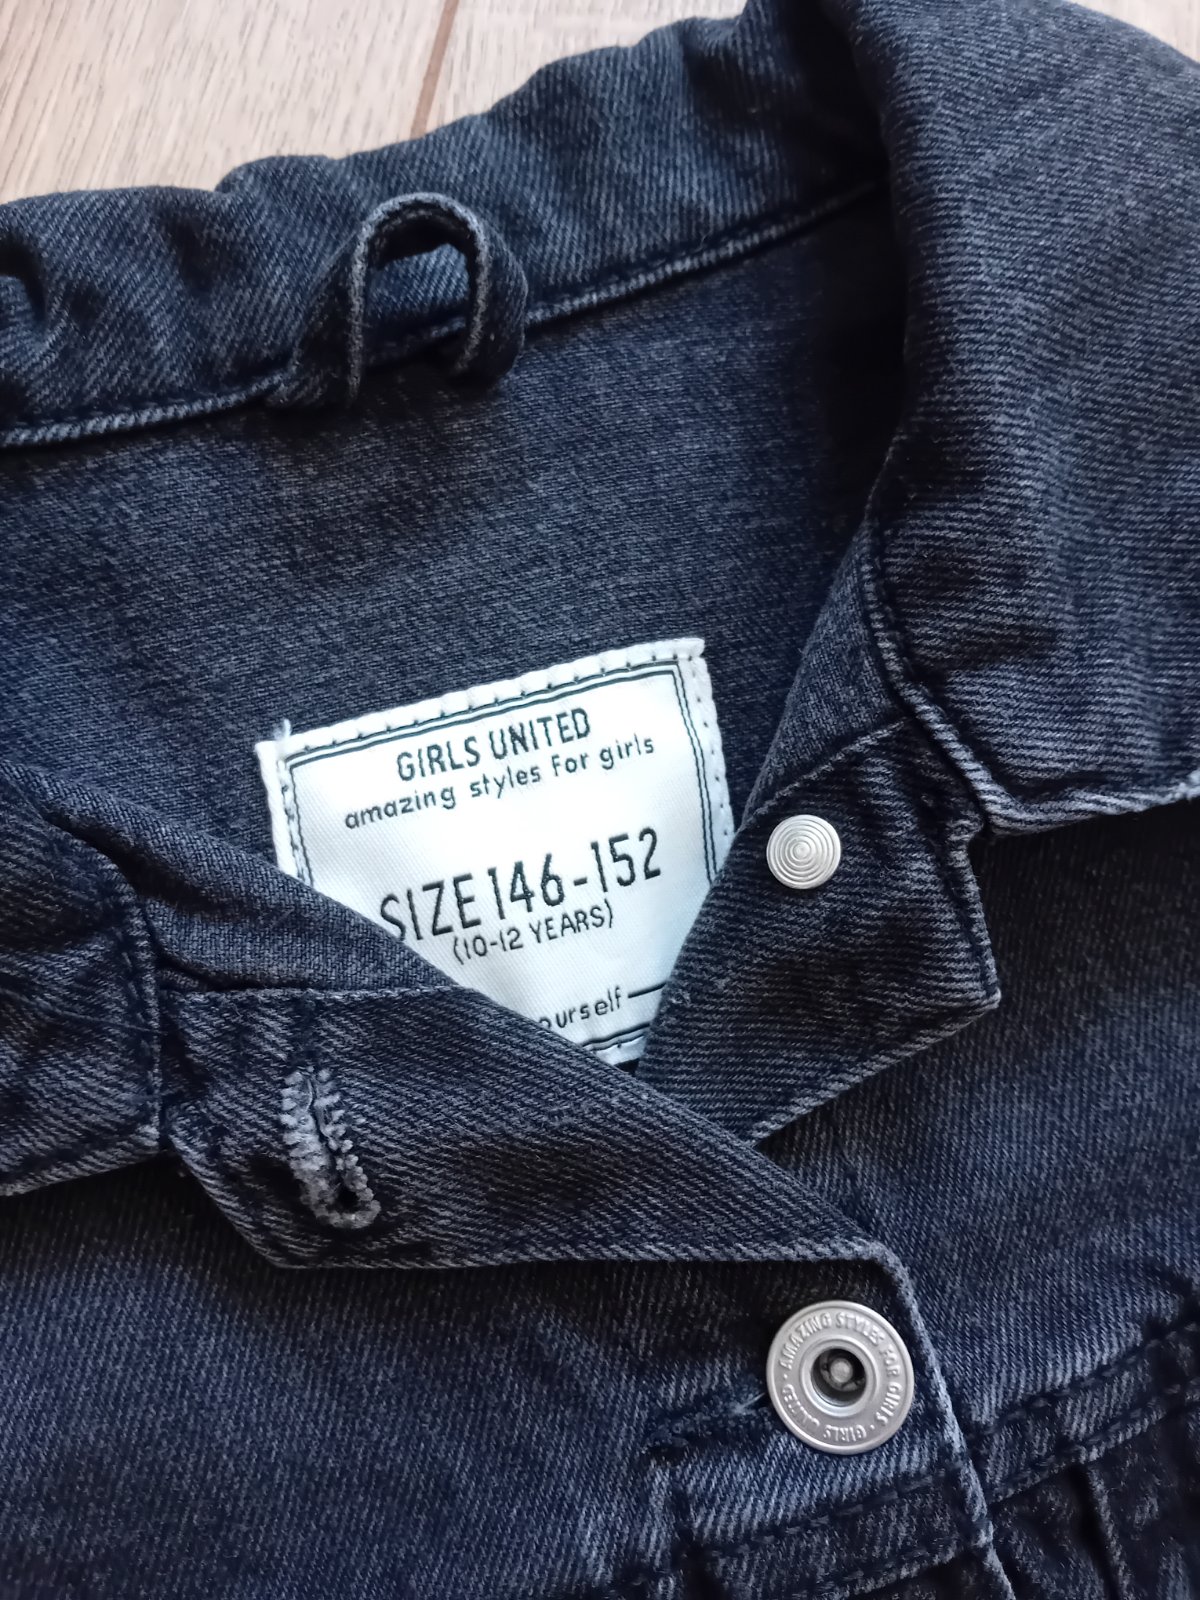 GIRLS UNITED
amazing styles for girls
SIZE 146-152
(10-12 YEARS)
AMAZING STYLES FOR GIRLS · GIRLS UNITED ·